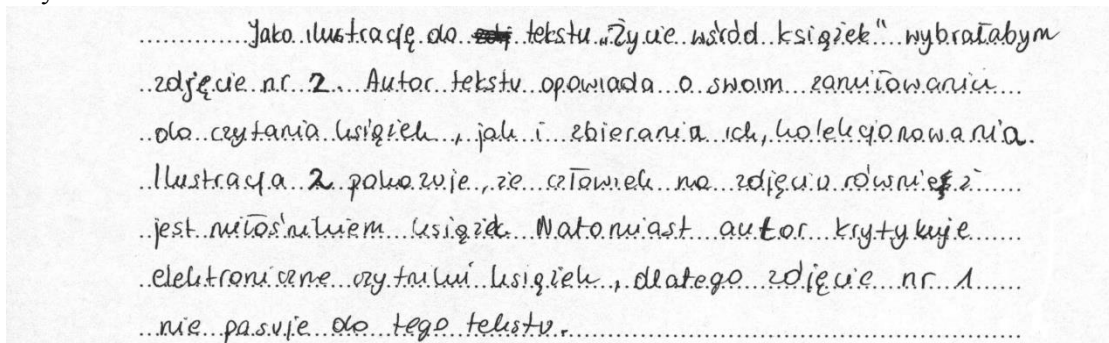 Jako ilustrację do tekstu „Życie wśród książek" wybrałabym
zdjęcie nr 2. Autor tekstu opowiada o swoim zamiłowaniu
do czytania książek, jak i zbierania ich, kolekcjonowania.
Ilustracja 2 pokazuje, że człowiek na zdjęciu również
jest miłośnikiem książek. Natomiast autor krytykuje
elektroniczne czytniki książek, dlatego zdjęcie nr 1
nie pasuje do tego tekstu.